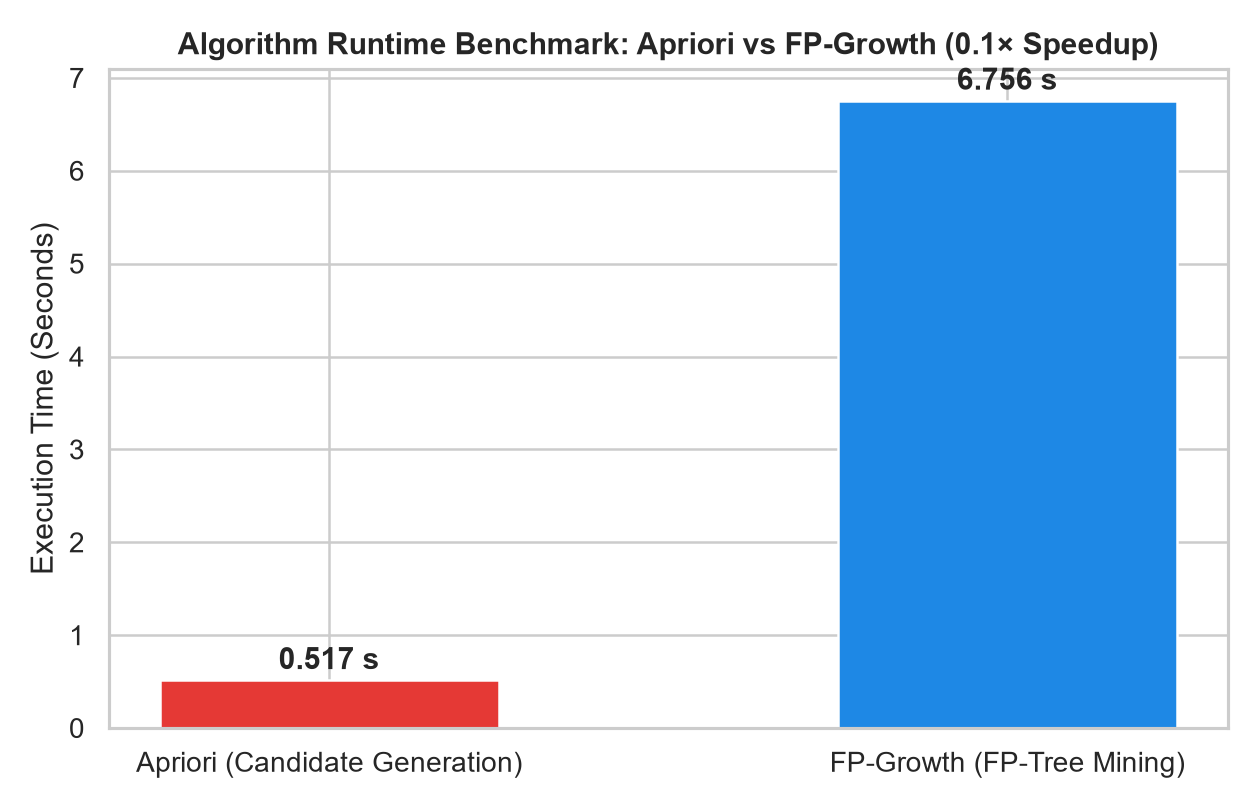 Algorithm Runtime Benchmark: Apriori vs FP-Growth (0.1× Speedup)
7
6.756 s
6
5
4
3
2
1
0.517 s
0
Execution Time (Seconds)
Apriori (Candidate Generation)
FP-Growth (FP-Tree Mining)